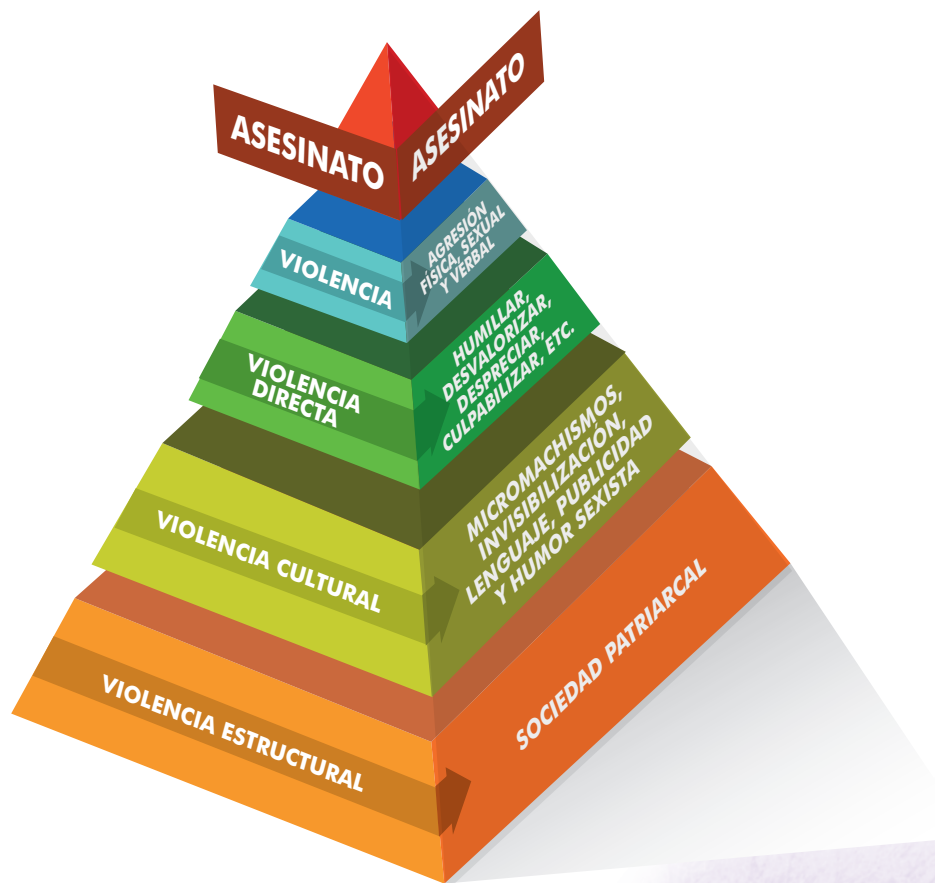 ASESINATO
ASESINATO
VIOLENCIA
AGRESIÓN
FÍSICA, SEXUAL
Y VERBAL
VIOLENCIA
DIRECTA
HUMILLAR,
DESVALORIZAR,
DESPRECIAR,
CULPABILIZAR, ETC.
VIOLENCIA CULTURAL
MICROMACHISMOS,
INVISIBILIZACIÓN,
LENGUAJE, PUBLICIDAD
Y HUMOR SEXISTA
VIOLENCIA ESTRUCTURAL
SOCIEDAD PATRIARCAL